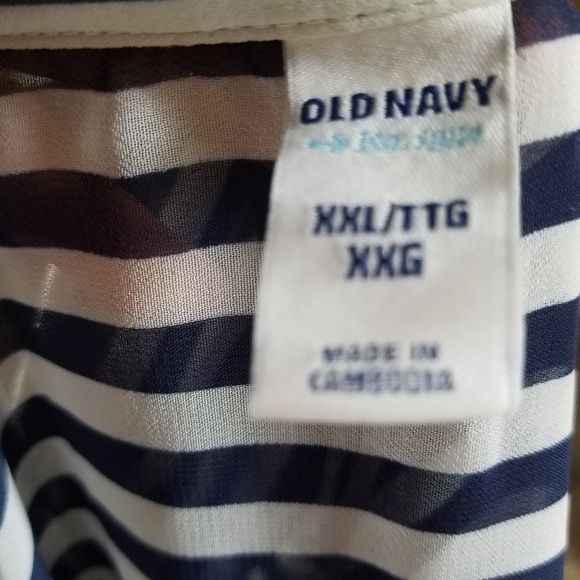 OLD NAVY
XXL/TTG
XXG
MADE IN
CAMBODIA